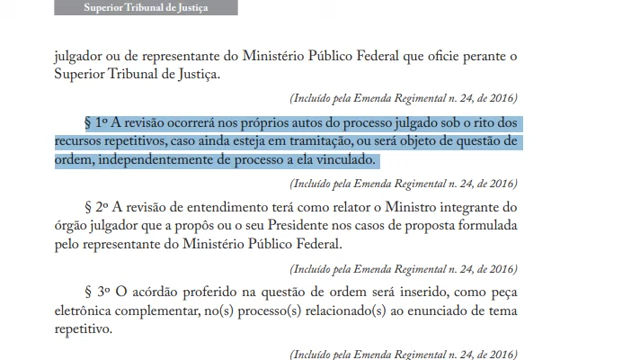 Superior Tribunal de Justiça
julgador ou de representante do Ministério Público Federal que oficie perante o
Superior Tribunal de Justiça.
(Incluído pela Emenda Regimental n. 24, de 2016)
§ 1º A revisão ocorrerá nos próprios autos do processo julgado sob o rito dos
recursos repetitivos, caso ainda esteja em tramitação, ou será objeto de questão de
ordem, independentemente de processo a ela vinculado.
(Incluído pela Emenda Regimental n. 24, de 2016)
§ 2º A revisão de entendimento terá como relator o Ministro integrante do
órgão julgador que a propôs ou o seu Presidente nos casos de proposta formulada
pelo representante do Ministério Público Federal.
(Incluído pela Emenda Regimental n. 24, de 2016)
§ 3º O acórdão proferido na questão de ordem será inserido, como peça
eletrônica complementar, no(s) processo(s) relacionado(s) ao enunciado de tema
repetitivo.
(Incluído pela Emenda Regimental n. 24, de 2016)